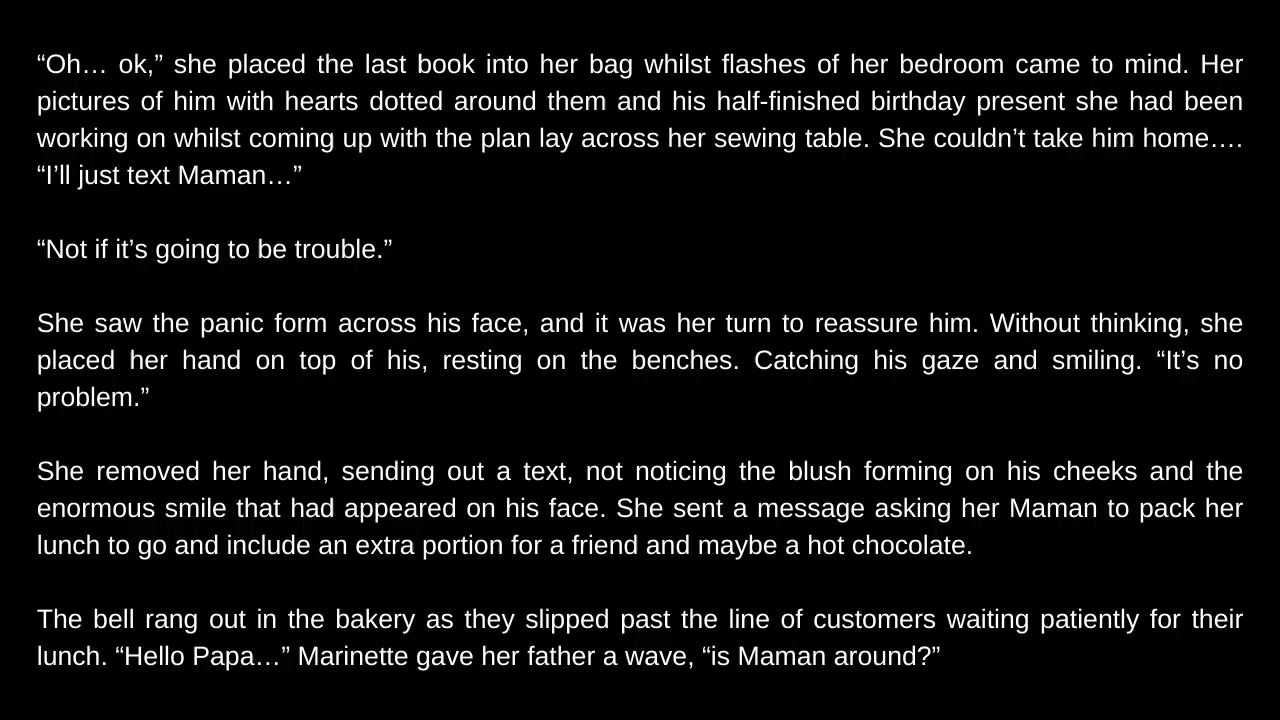 “Oh… ok,” she placed the last book into her bag whilst flashes of her bedroom came to mind. Her
pictures of him with hearts dotted around them and his half-finished birthday present she had been
working on whilst coming up with the plan lay across her sewing table. She couldn’t take him home….
“I’ll just text Maman…”
“Not if it’s going to be trouble.”
She saw the panic form across his face, and it was her turn to reassure him. Without thinking, she
placed her hand on top of his, resting on the benches. Catching his gaze and smiling. “It’s no
problem.”
She removed her hand, sending out a text, not noticing the blush forming on his cheeks and the
enormous smile that had appeared on his face. She sent a message asking her Maman to pack her
lunch to go and include an extra portion for a friend and maybe a hot chocolate.
The bell rang out in the bakery as they slipped past the line of customers waiting patiently for their
lunch. “Hello Papa…” Marinette gave her father a wave, “is Maman around?”